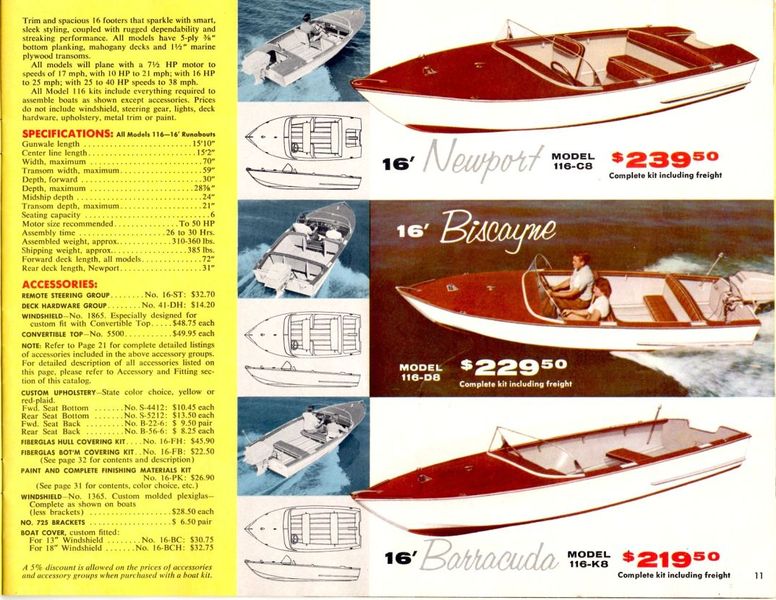 Trim and spacious 16 footers that sparkle with smart,
sleek styling, coupled with rugged dependability and
streaking performance. All models have 5-ply ⅜"
bottom planking, mahogany decks and 1½" marine
plywood transoms.
All models will plane with a 7½ HP motor to
speeds of 17 mph, with 10 HP to 21 mph; with 16 HP
to 25 mph; with 25 to 40 HP speeds to 38 mph.
All Model 116 kits include everything required to
assemble boats as shown except accessories. Prices
do not include windshield, steering gear, lights, deck
hardware, upholstery, metal trim or paint.
SPECIFICATIONS: All Models 116—16' Runabouts
Gunwale length . . . . . . . . . . . . . . . . . . . . 15'10"
Center line length . . . . . . . . . . . . . . . . . . 15'2"
Width, maximum . . . . . . . . . . . . . . . . . . . . 70"
Transom width, maximum . . . . . . . . . . . . . . . . 59"
Depth, forward . . . . . . . . . . . . . . . . . . . . 30"
Depth, maximum . . . . . . . . . . . . . . . . . . . . 28⅜"
Midship depth . . . . . . . . . . . . . . . . . . . . 24"
Transom depth, maximum . . . . . . . . . . . . . . . . 21"
Seating capacity . . . . . . . . . . . . . . . . . . . 6
Motor size recommended . . . . . . . . . . . . To 50 HP
Assembly time . . . . . . . . . . . . . . . 26 to 30 Hrs.
Assembled weight, approx. . . . . . . . . . 310-360 lbs.
Shipping weight, approx. . . . . . . . . . . . . 385 lbs.
Forward deck length, all models . . . . . . . . . . . 72"
Rear deck length, Newport . . . . . . . . . . . . . . 31"
ACCESSORIES:
REMOTE STEERING GROUP . . . . . . . . No. 16-ST: $32.70
DECK HARDWARE GROUP . . . . . . . . . No. 41-DH: $14.20
WINDSHIELD—No. 1865. Especially designed for
custom fit with Convertible Top . . . . . $48.75 each
CONVERTIBLE TOP—No. 5500 . . . . . . . . . . $49.95 each
NOTE: Refer to Page 21 for complete detailed listings
of accessories included in the above accessory groups.
For detailed description of all accessories listed on
this page, please refer to Accessory and Fitting sec-
tion of this catalog.
CUSTOM UPHOLSTERY—State color choice, yellow or
red-plaid.
Fwd. Seat Bottom . . . . . . . No. S-4412: $10.45 each
Rear Seat Bottom . . . . . . . No. S-5212: $13.50 each
Fwd. Seat Back . . . . . . . . No. B-22-6: $ 9.50 pair
Rear Seat Back . . . . . . . . No. B-56-6: $ 8.25 each
FIBERGLAS HULL COVERING KIT . . . . No. 16-FH: $45.90
FIBERGLAS BOT'M COVERING KIT . . . No. 16-FB: $22.50
(See page 32 for contents and description)
PAINT AND COMPLETE FINISHING MATERIALS KIT
No. 16-PK: $26.90
(See page 31 for contents, color choice, etc.)
WINDSHIELD—No. 1365. Custom molded plexiglas—
Complete as shown on boats
(less brackets) . . . . . . . . . . . . . . . $28.50 each
NO. 725 BRACKETS . . . . . . . . . . . . . . $ 6.50 pair
BOAT COVER, custom fitted:
For 13" Windshield . . . . . . No. 16-BC: $30.75
For 18" Windshield . . . . . . No. 16-BCH: $32.75
A 5% discount is allowed on the prices of accessories
and accessory groups when purchased with a boat kit.
16' Newport MODEL 116-C8 $239.50
Complete kit including freight
16' Biscayne
MODEL 116-D8 $229.50
Complete kit including freight
16' Barracuda MODEL 116-K8 $219.50
Complete kit including freight
11